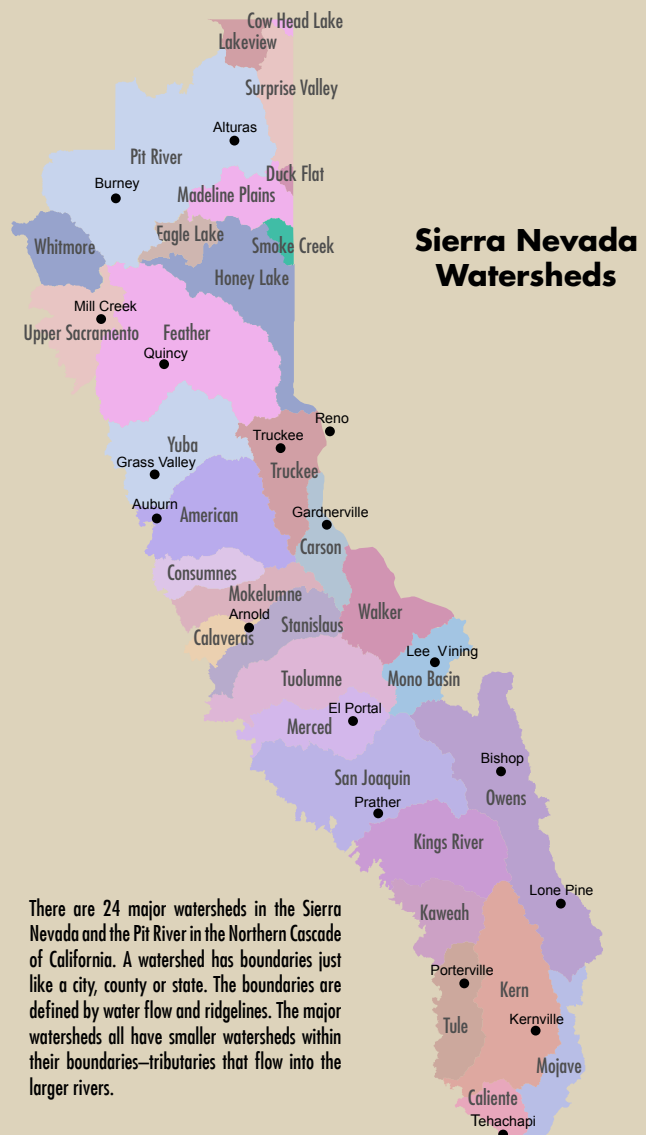 Cow Head Lake
Lakeview
Surprise Valley
Alturas
Pit River
Duck Flat
Burney
Madeline Plains
Eagle Lake
Whitmore
Smoke Creek
Sierra Nevada
Watersheds
Honey Lake
Mill Creek
Upper Sacramento
Feather
Quincy
Reno
Truckee
Yuba
Grass Valley
Truckee
Auburn
American
Gardnerville
Carson
Consumnes
Mokelumne
Arnold
Walker
Stanislaus
Calaveras
Lee Vining
Tuolumne
Mono Basin
El Portal
Merced
Bishop
San Joaquin
Owens
Prather
Kings River
Lone Pine
Kaweah
There are 24 major watersheds in the Sierra
Nevada and the Pit River in the Northern Cascade
of California. A watershed has boundaries just
like a city, county or state. The boundaries are
defined by water flow and ridgelines. The major
watersheds all have smaller watersheds within
their boundaries–tributaries that flow into the
larger rivers.
Porterville
Kern
Kernville
Tule
Mojave
Caliente
Tehachapi